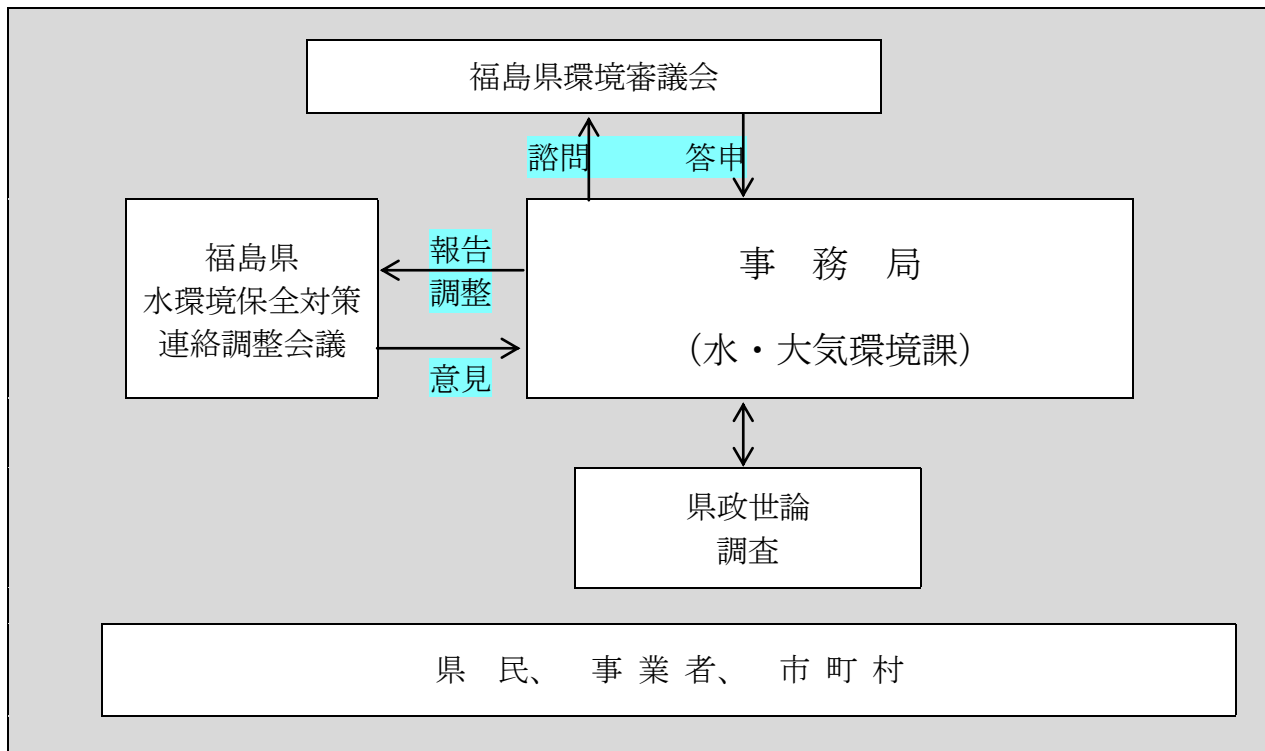 福島県環境審議会
諮問　　　答申
福島県
水環境保全対策
連絡調整会議
報告
調整
意見
事　務　局
（水・大気環境課）
県政世論
調査
県　民、　事 業 者、　市 町 村